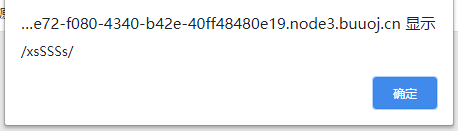 ...e72-f080-4340-b42e-40ff48480e19.node3.buuoj.cn 显示
/xsSSSs/
确定